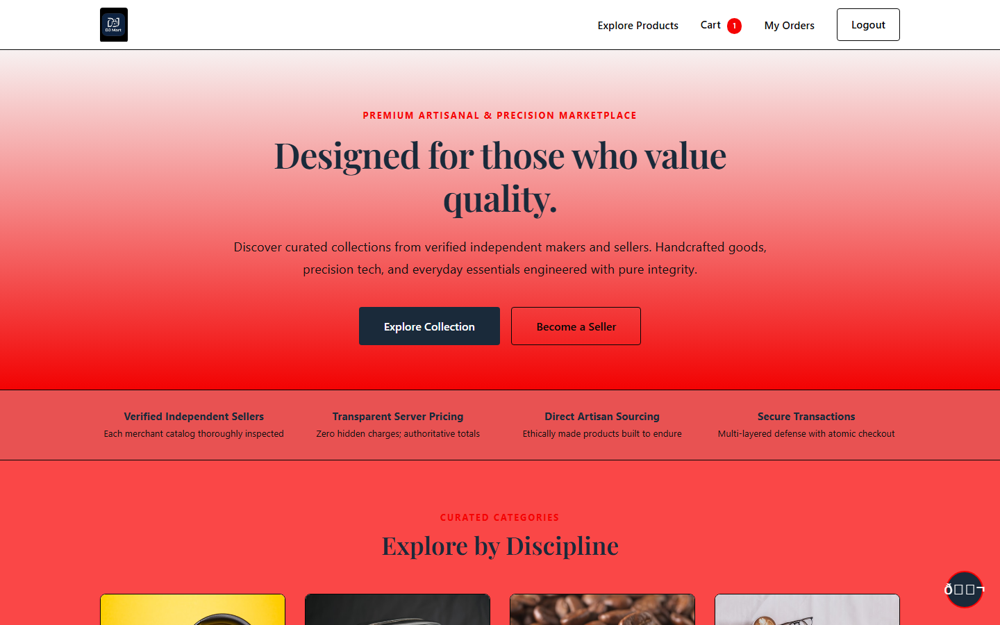 DJ Mart
Explore Products
Cart 1
My Orders
Logout
PREMIUM ARTISANAL & PRECISION MARKETPLACE
Designed for those who value
quality.
Discover curated collections from verified independent makers and sellers. Handcrafted goods,
precision tech, and everyday essentials engineered with pure integrity.
Explore Collection
Become a Seller
Verified Independent Sellers
Each merchant catalog thoroughly inspected
Transparent Server Pricing
Zero hidden charges; authoritative totals
Direct Artisan Sourcing
Ethically made products built to endure
Secure Transactions
Multi-layered defense with atomic checkout
CURATED CATEGORIES
Explore by Discipline